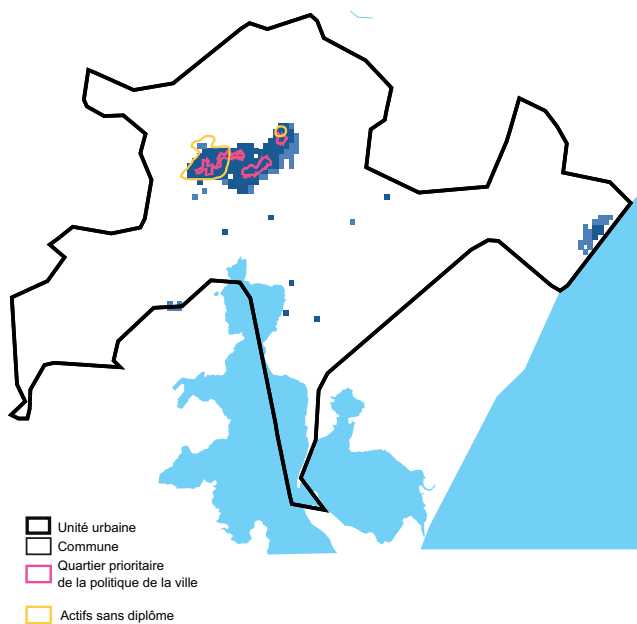 Unité urbaine
Commune
Quartier prioritaire
de la politique de la ville
Actifs sans diplôme